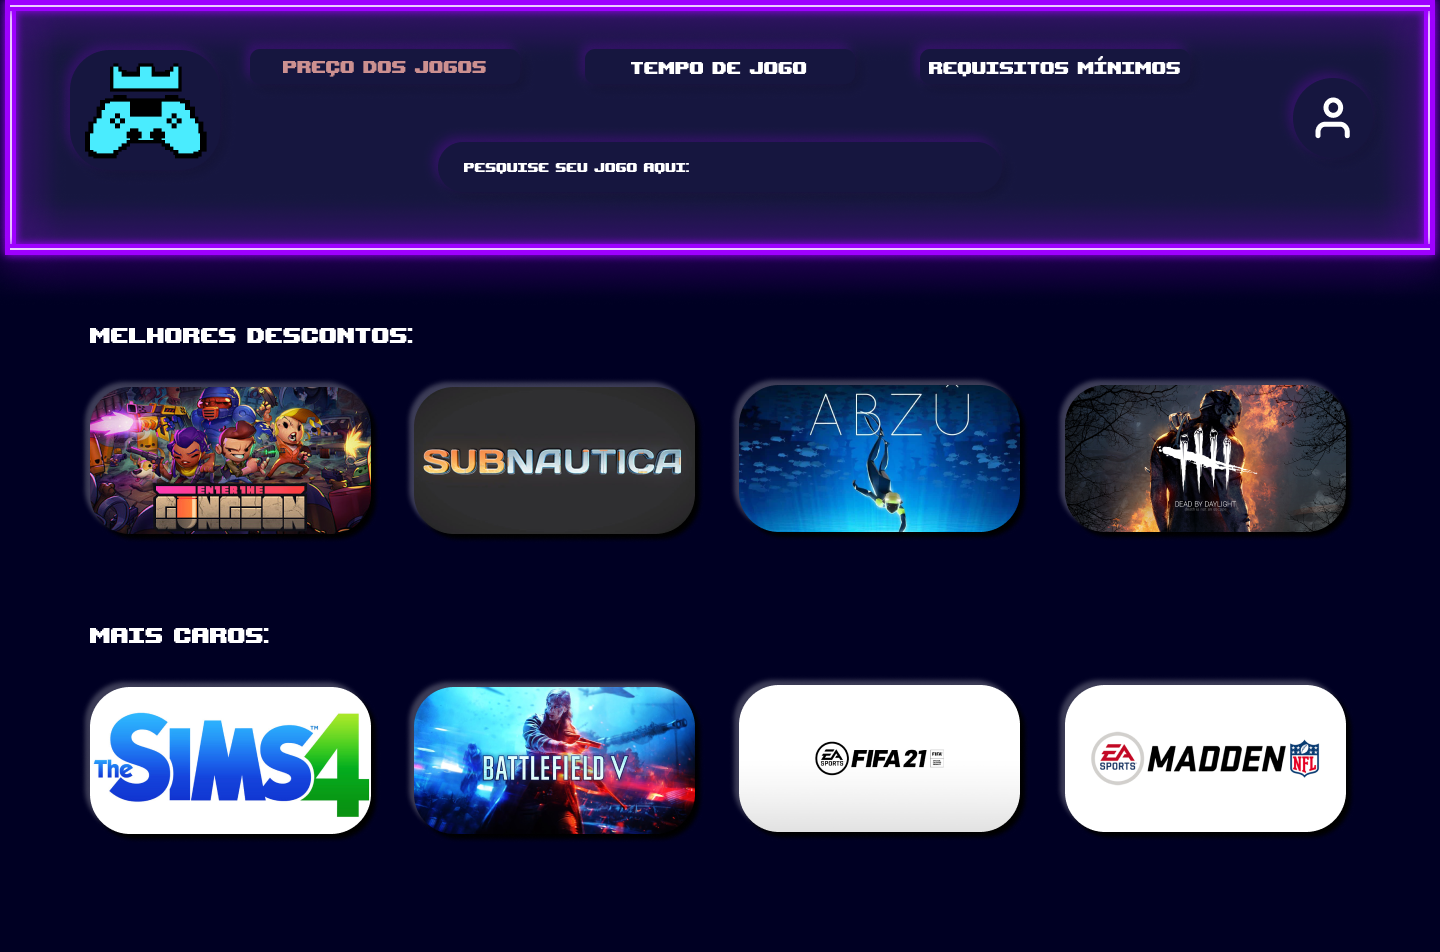 PREÇO DOS JOGOS
TEMPO DE JOGO
REQUISITOS MÍNIMOS
PESQUISE SEU JOGO AQUI:
MELHORES DESCONTOS:
ENTER THE
GUNGEON
SUBNAUTICA
ABZÛ
DEAD BY DAYLIGHT
MAIS CAROS:
The SIMS 4 ™
BATTLEFIELD V
EA SPORTS FIFA 21
EA SPORTS MADDEN NFL